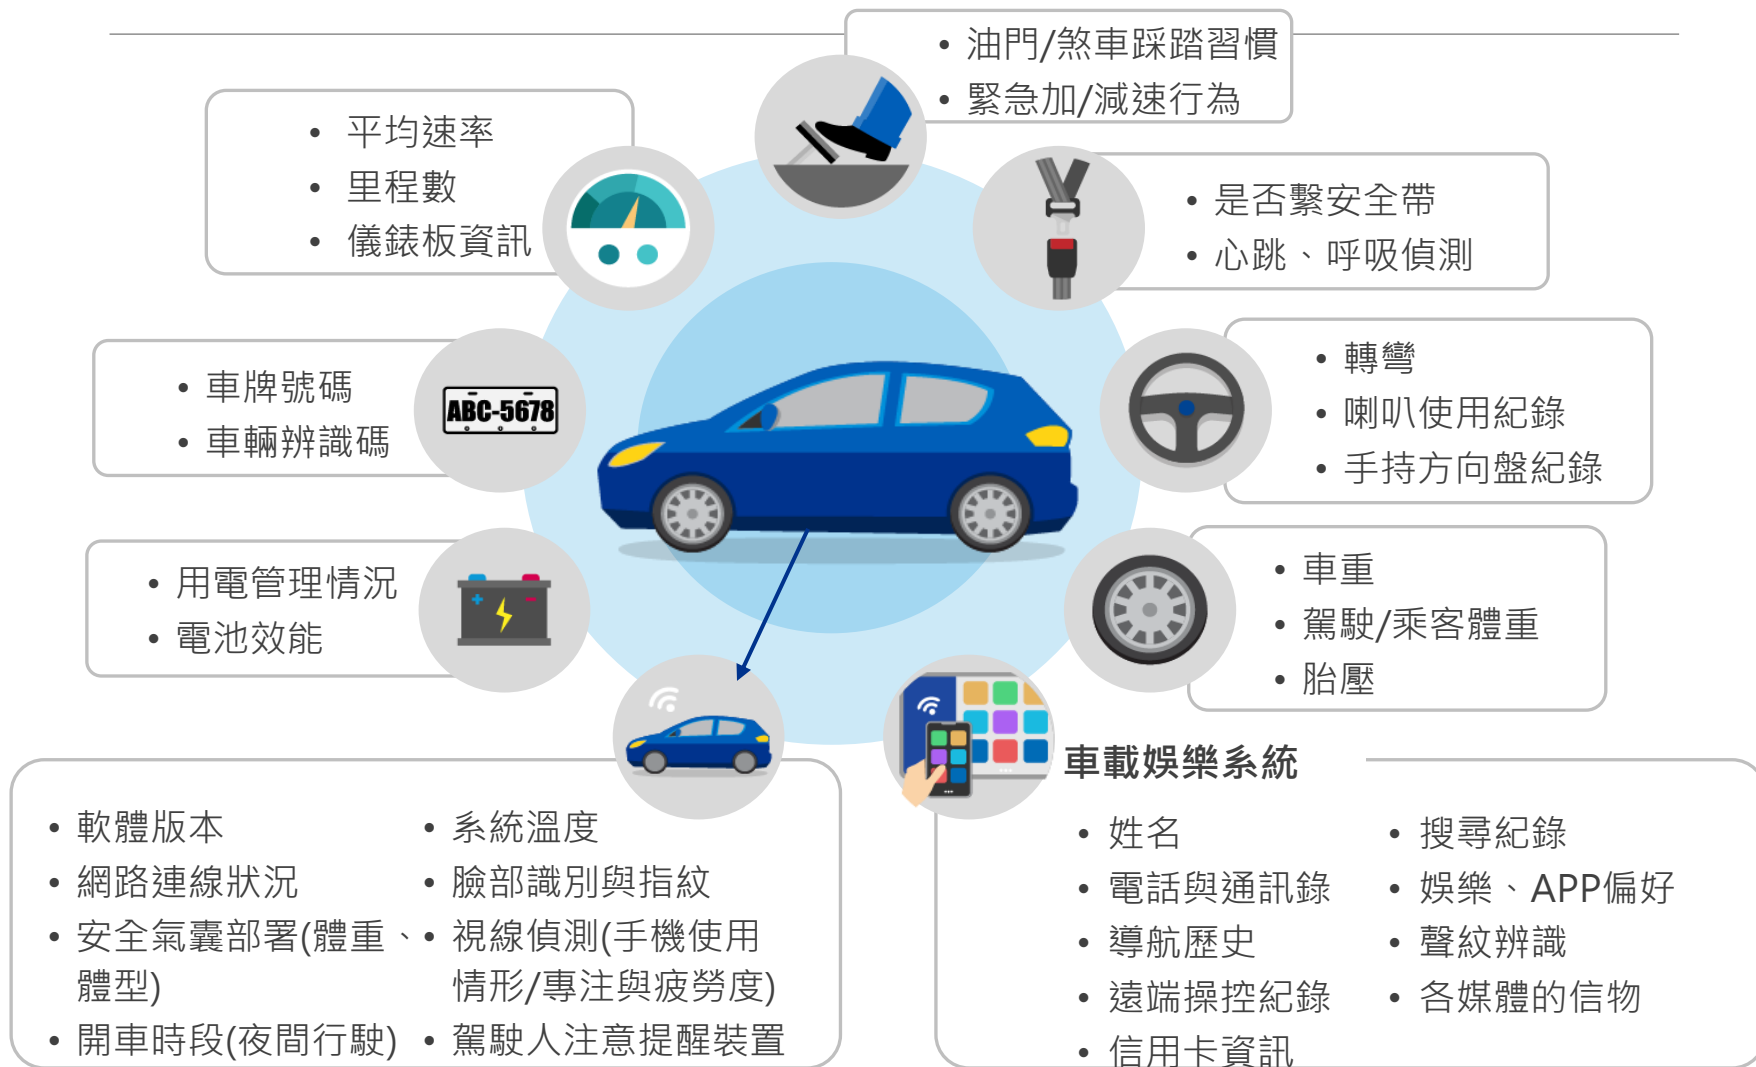 • 油門/煞車踩踏習慣
• 緊急加/減速行為
• 平均速率
• 里程數
• 儀錶板資訊
• 是否繫安全帶
• 心跳、呼吸偵測
• 車牌號碼
• 車輛辨識碼
ABC-5678
• 轉彎
• 喇叭使用紀錄
• 手持方向盤紀錄
• 用電管理情況
• 電池效能
• 車重
• 駕駛/乘客體重
• 胎壓
• 軟體版本
• 網路連線狀況
• 安全氣囊部署(體重、
體型)
• 開車時段(夜間行駛)
• 系統溫度
• 臉部識別與指紋
• 視線偵測(手機使用
情形/專注與疲勞度)
• 駕駛人注意提醒裝置
車載娛樂系統
• 姓名
• 電話與通訊錄
• 導航歷史
• 遠端操控紀錄
• 信用卡資訊
• 搜尋紀錄
• 娛樂、APP偏好
• 聲紋辨識
• 各媒體的信物